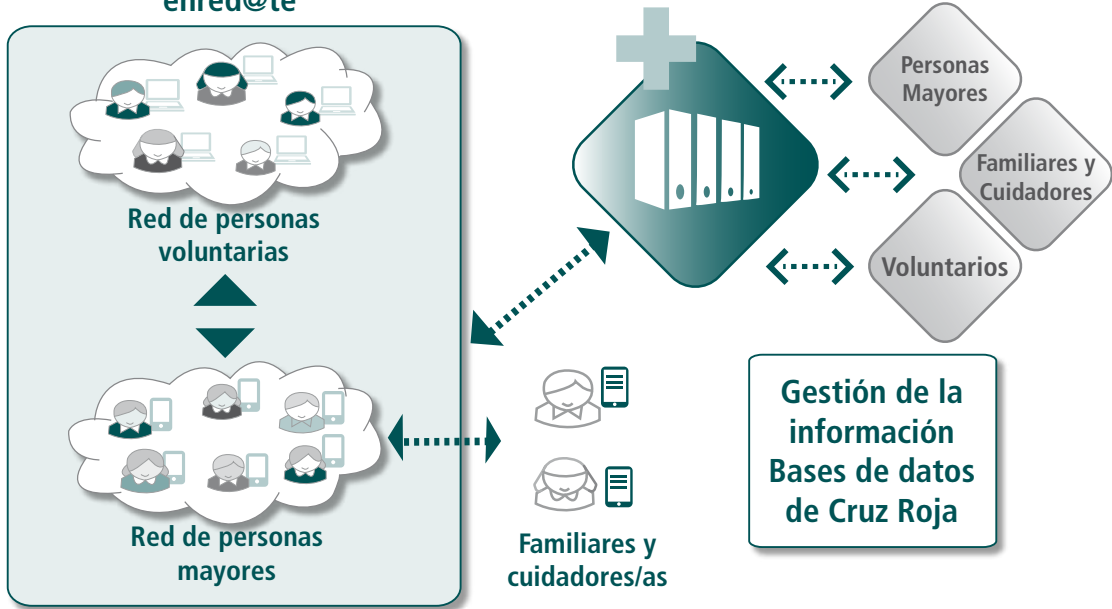 enred@te
Red de personas
voluntarias
Red de personas
mayores
Familiares y
cuidadores/as
Personas
Mayores
Familiares y
Cuidadores
Voluntarios
Gestión de la
información
Bases de datos
de Cruz Roja